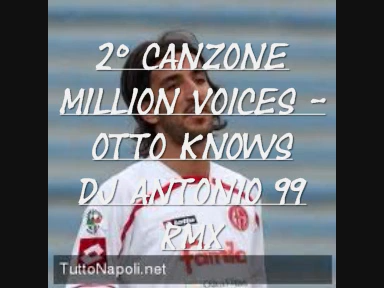 2° CANZONE
MILLION VOICES -
OTTO KNOWS
DJ ANTONIO 99
RMX
TuttoNapoli.net